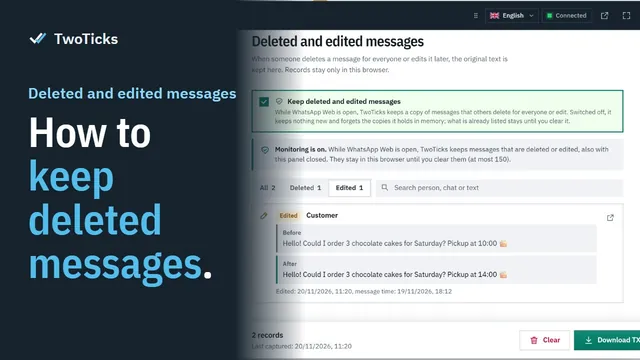 TwoTicks
Deleted and edited messages
How to
keep
deleted
messages.
English
Connected
Deleted and edited messages
When someone deletes a message for everyone or edits it later, the original text is
kept here. Records stay only in this browser.
Keep deleted and edited messages
While WhatsApp Web is open, TwoTicks keeps a copy of messages that others delete for everyone or edit. Switched off, it
keeps nothing new and forgets the copies it holds in memory; what is already listed stays until you clear it.
Monitoring is on. While WhatsApp Web is open, TwoTicks keeps messages that are deleted or edited, also with
this panel closed. They stay in this browser until you clear them (at most 150).
All 2 Deleted 1 Edited 1 Search person, chat or text
Edited Customer
Before
Hello! Could I order 3 chocolate cakes for Saturday? Pickup at 10:00 🍰
After
Hello! Could I order 3 chocolate cakes for Saturday? Pickup at 14:00 🍰
Edited: 20/11/2026, 11:20, message time: 19/11/2026, 18:12
2 records
Last captured: 20/11/2026, 11:20
Clear
Download TX